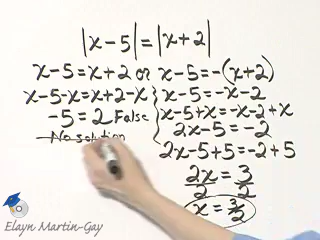 |x-5|=|x+2|
x-5=x+2 or x-5=-(x+2)
x-5-x=x+2-x
-5=2 False
No solution
x-5=-x-2
x-5+x=-x-2+x
2x-5=-2
2x-5+5=-2+5
2x/2=3/2
x=3/2
Elayn Martin-Gay